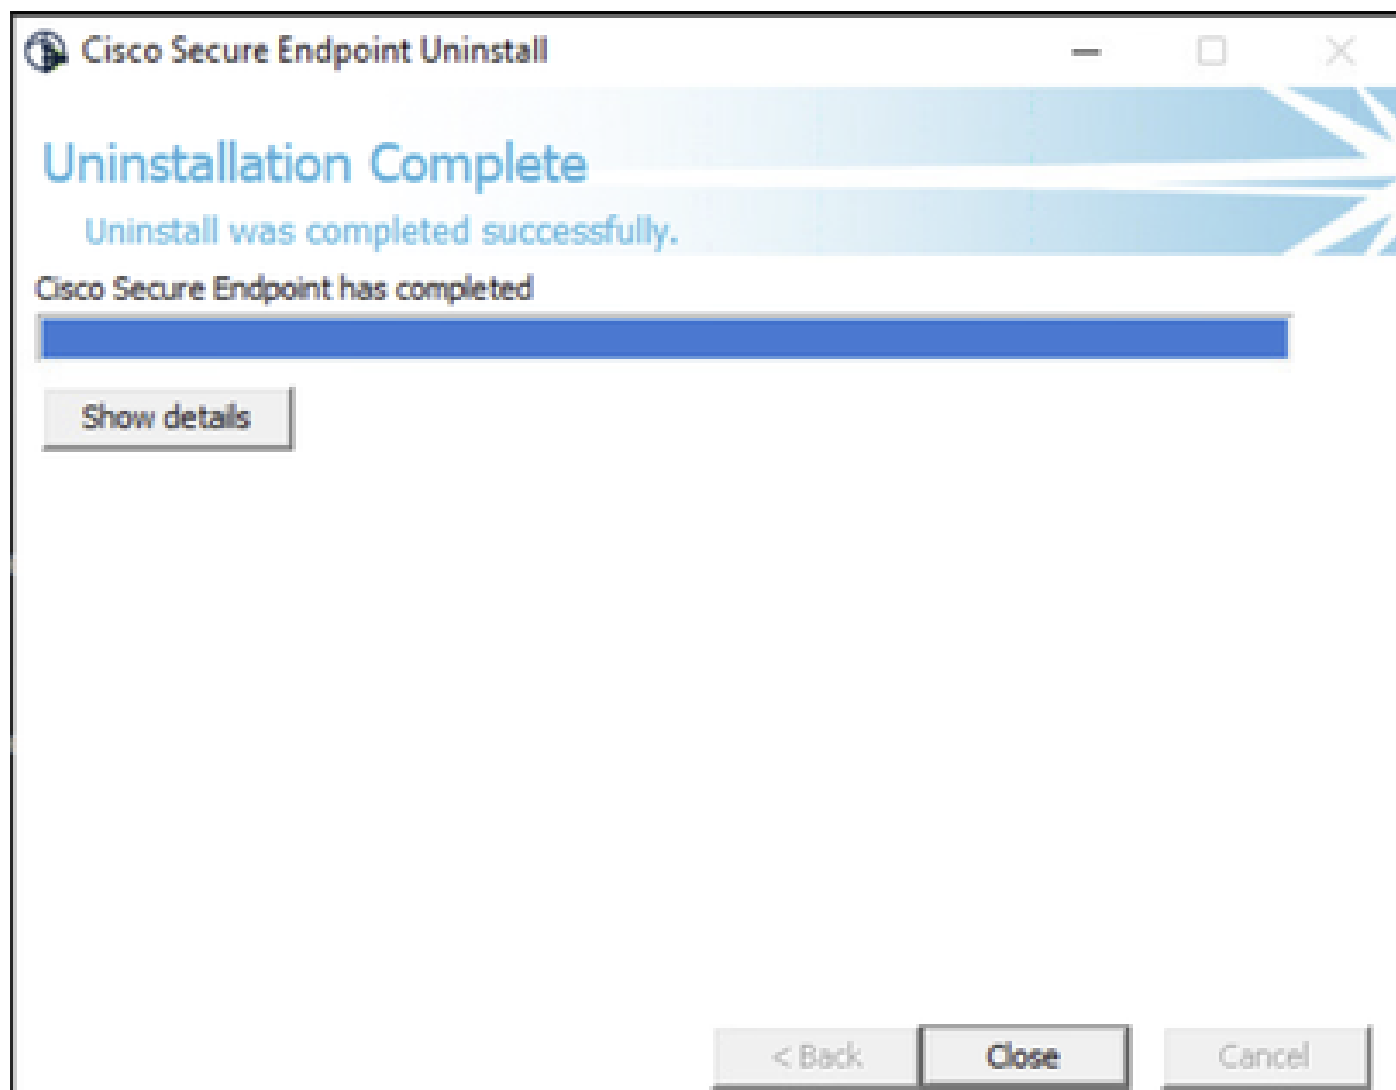 Cisco Secure Endpoint Uninstall
Uninstallation Complete
Uninstall was completed successfully.
Cisco Secure Endpoint has completed
Show details
< Back
Close
Cancel